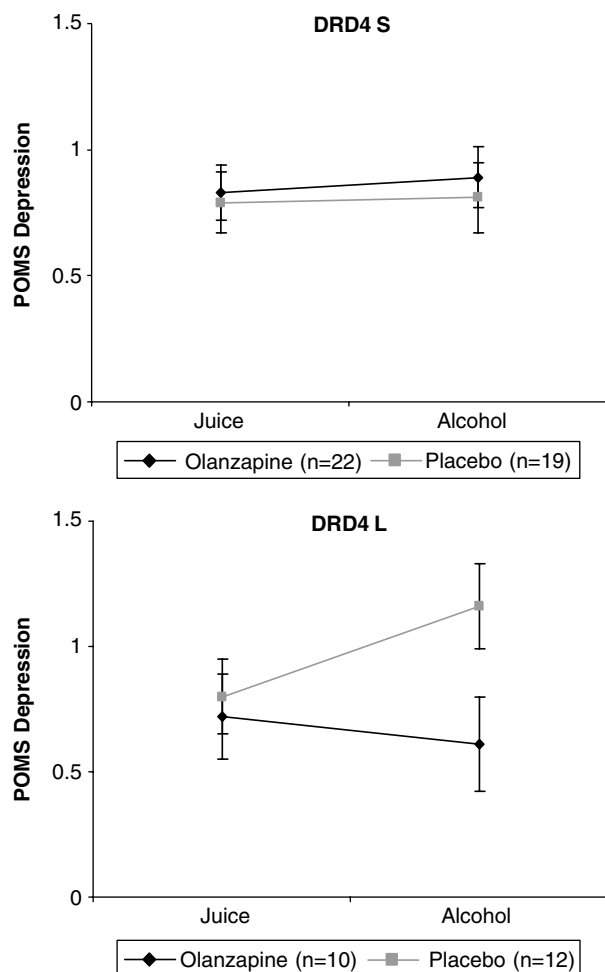 DRD4 S
1.5
1
0.5
0
POMS Depression
Juice Alcohol
Olanzapine (n=22) Placebo (n=19)
DRD4 L
1.5
1
0.5
0
POMS Depression
Juice Alcohol
Olanzapine (n=10) Placebo (n=12)